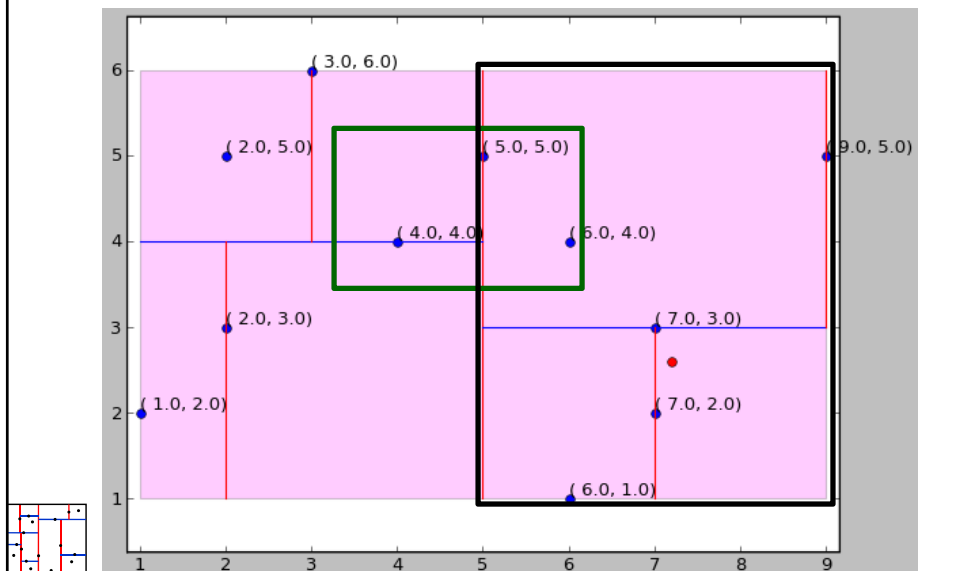 ( 3.0, 6.0)
6
( 2.0, 5.0)
( 5.0, 5.0)
( 9.0, 5.0)
5
( 4.0, 4.0)
( 6.0, 4.0)
4
( 2.0, 3.0)
( 7.0, 3.0)
3
( 1.0, 2.0)
( 7.0, 2.0)
2
( 6.0, 1.0)
1
1 2 3 4 5 6 7 8 9